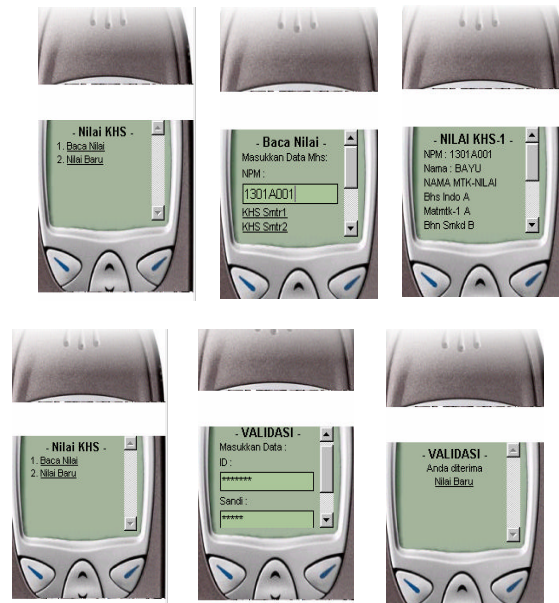 - Nilai KHS -
1. Baca Nilai
2. Nilai Baru
- Baca Nilai -
Masukkan Data Mhs:
NPM :
1301A001
KHS Smtr1
KHS Smtr2
- NILAI KHS-1 -
NPM : 1301A001
Nama : BAYU
NAMA MTK-NILAI
Bhs Indo A
Matmtk-1 A
Bhn Smkd B
- Nilai KHS -
1. Baca Nilai
2. Nilai Baru
- VALIDASI -
Masukkan Data :
ID :
*******
Sandi :
*****
- VALIDASI -
Anda diterima
Nilai Baru